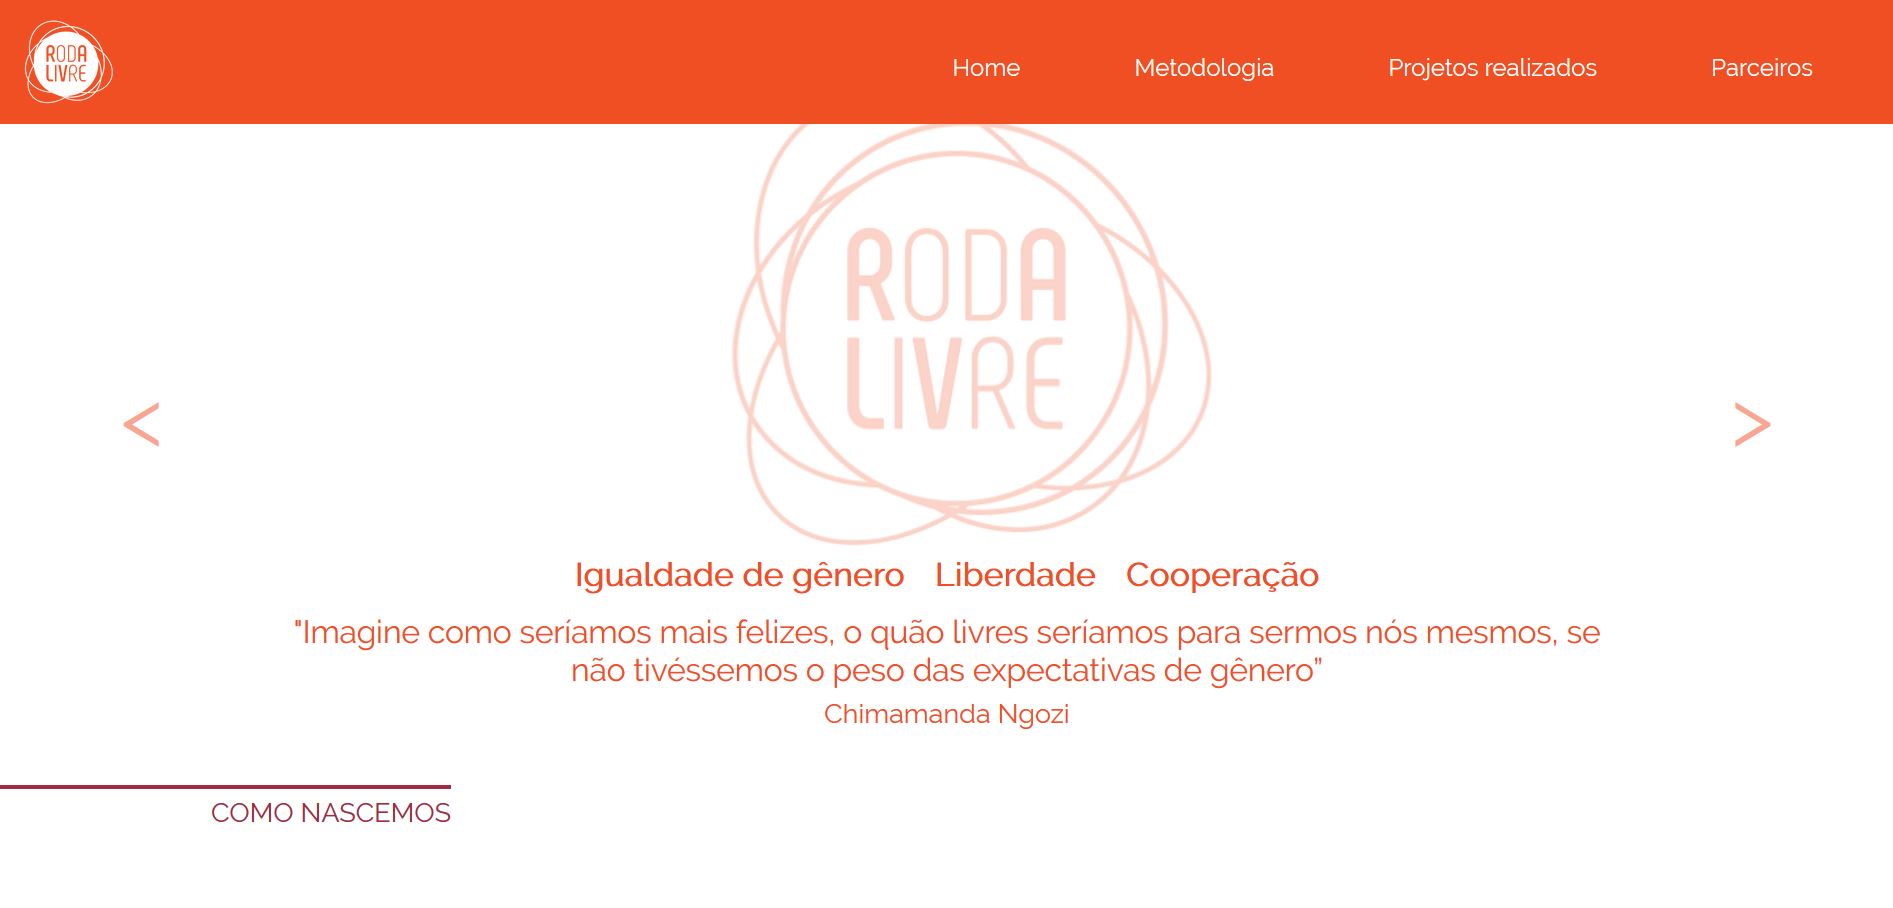 RODA
LIVRE
Home Metodologia Projetos realizados Parceiros
RODA
LIVRE
< >
Igualdade de gênero Liberdade Cooperação
"Imagine como seríamos mais felizes, o quão livres seríamos para sermos nós mesmos, se
não tivéssemos o peso das expectativas de gênero”
Chimamanda Ngozi
COMO NASCEMOS